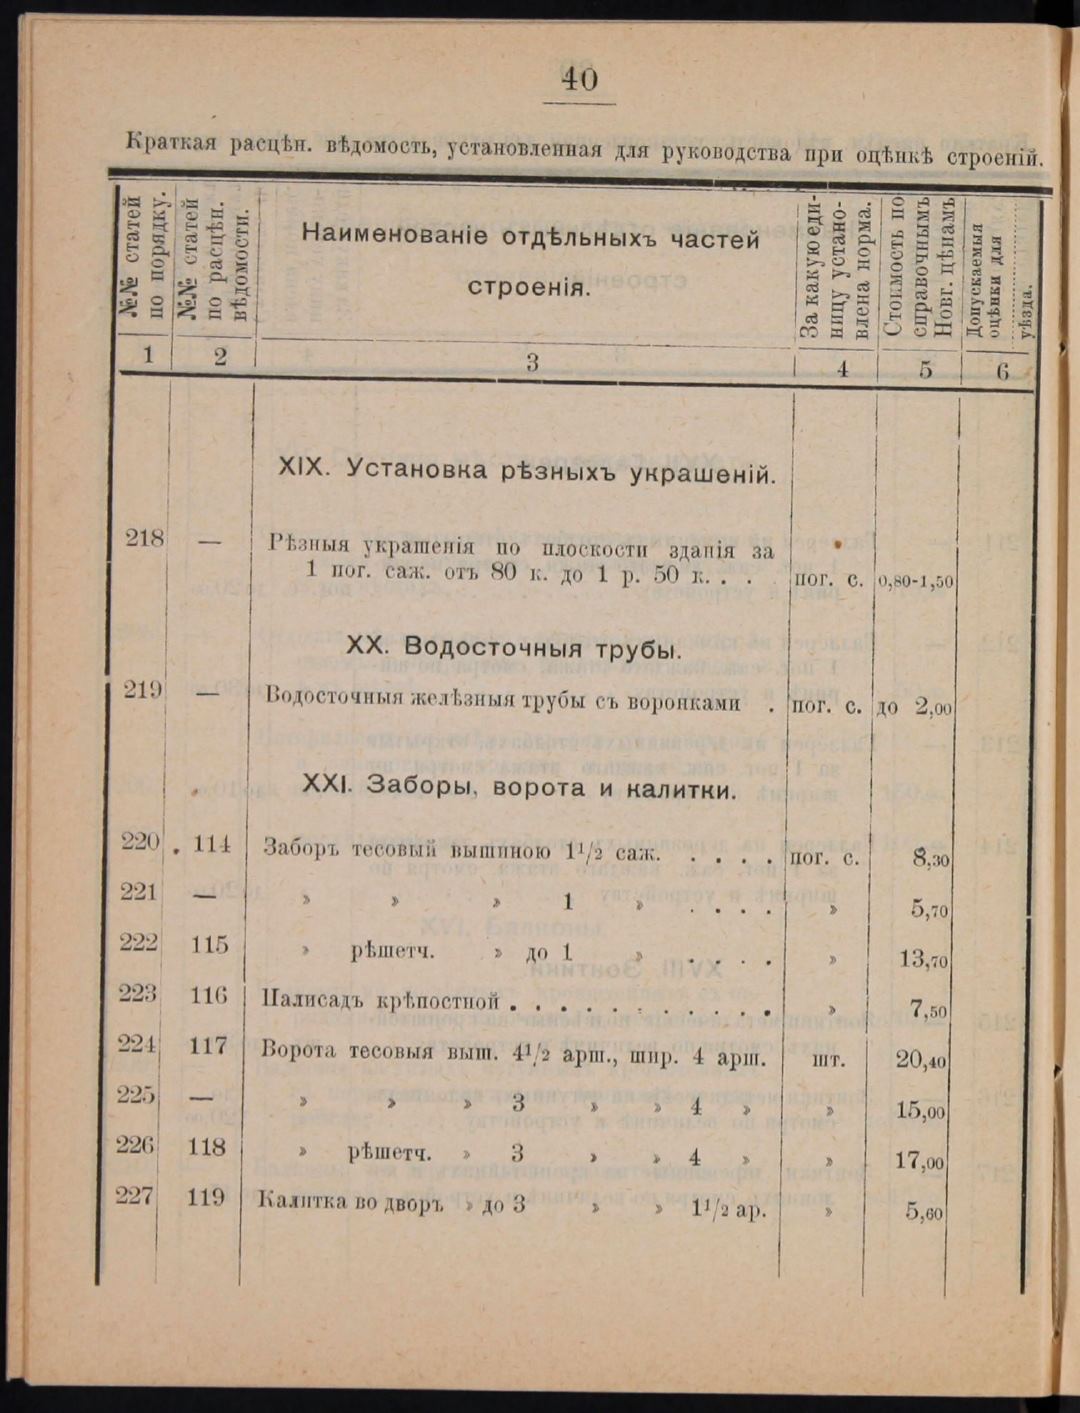 40
Краткая расцѣн. вѣдомость, установленная для руководства при оцѣнкѣ строеній.
№№ статей
по порядку.
№№ статей
по расцѣн.
вѣдомости.
Наименованіе отдѣльныхъ частей
строенія.
За какую еди-
ницу устано-
влена норма.
Стоимость по
справочнымъ
Новг. цѣнамъ
Допускаемыя
оцѣнки для
........ уѣзда.
1 2 3 4 5 6
XIX. Установка рѣзныхъ украшеній.
218 — Рѣзныя украшенія по плоскости зданія за
1 пог. саж. отъ 80 к. до 1 р. 50 к. . . пог. с. 0,80-1,50
XX. Водосточныя трубы.
219 — Водосточныя желѣзныя трубы съ воронками . пог. с. до 2,00
XXI. Заборы, ворота и калитки.
220 114 Заборъ тесовый вышиною 1¹/2 саж. . . . . . пог. с. 8,30
221 — » » » 1 » . . . . » 5,70
222 115 » рѣшетч. » до 1 » . . . . » 13,70
223 116 Палисадъ крѣпостной . . . . . . . . . . . » 7,50
224 117 Ворота тесовыя выш. 4¹/2 арш., шир. 4 арш. шт. 20,40
225 — » » » 3 » » 4 » » 15,00
226 118 » рѣшетч. » 3 » » 4 » » 17,00
227 119 Калитка во дворъ » до 3 » » 1¹/2 ар. » 5,60